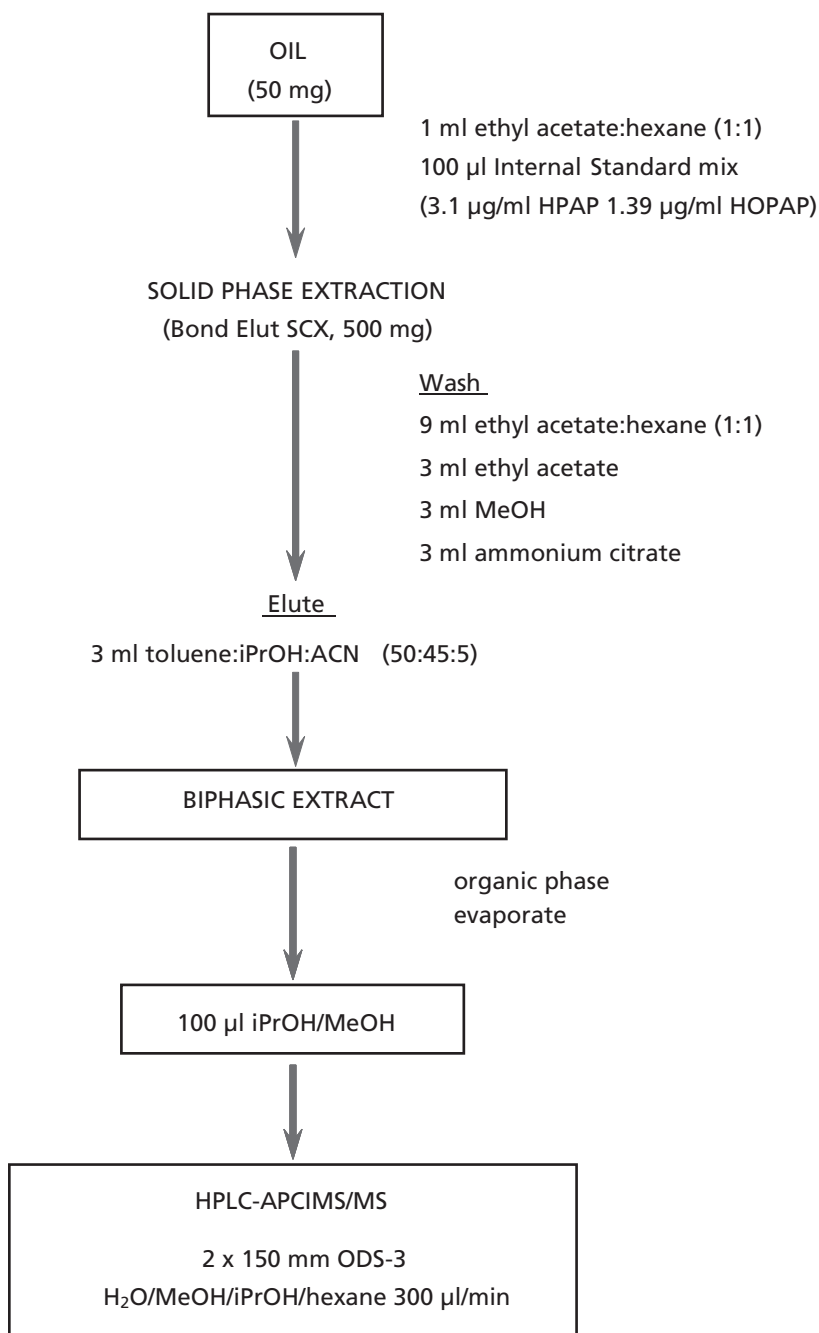 OIL
(50 mg)
1 ml ethyl acetate:hexane (1:1)
100 µl Internal Standard mix
(3.1 µg/ml HPAP 1.39 µg/ml HOPAP)
SOLID PHASE EXTRACTION
(Bond Elut SCX, 500 mg)
Wash
9 ml ethyl acetate:hexane (1:1)
3 ml ethyl acetate
3 ml MeOH
3 ml ammonium citrate
Elute
3 ml toluene:iPrOH:ACN (50:45:5)
BIPHASIC EXTRACT
organic phase
evaporate
100 µl iPrOH/MeOH
HPLC-APCIMS/MS
2 x 150 mm ODS-3
H₂O/MeOH/iPrOH/hexane 300 µl/min